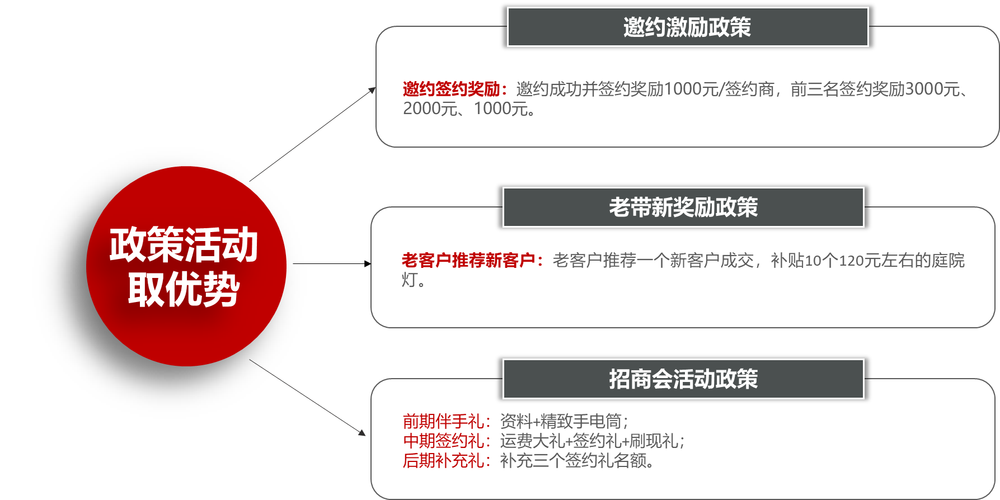 政策活动
取优势
邀约激励政策
邀约签约奖励：邀约成功并签约奖励1000元/签约商，前三名签约奖励3000元、
2000元、1000元。
老带新奖励政策
老客户推荐新客户：老客户推荐一个新客户成交，补贴10个120元左右的庭院
灯。
招商会活动政策
前期伴手礼：资料+精致手电筒；
中期签约礼：运费大礼+签约礼+刷现礼；
后期补充礼：补充三个签约礼名额。